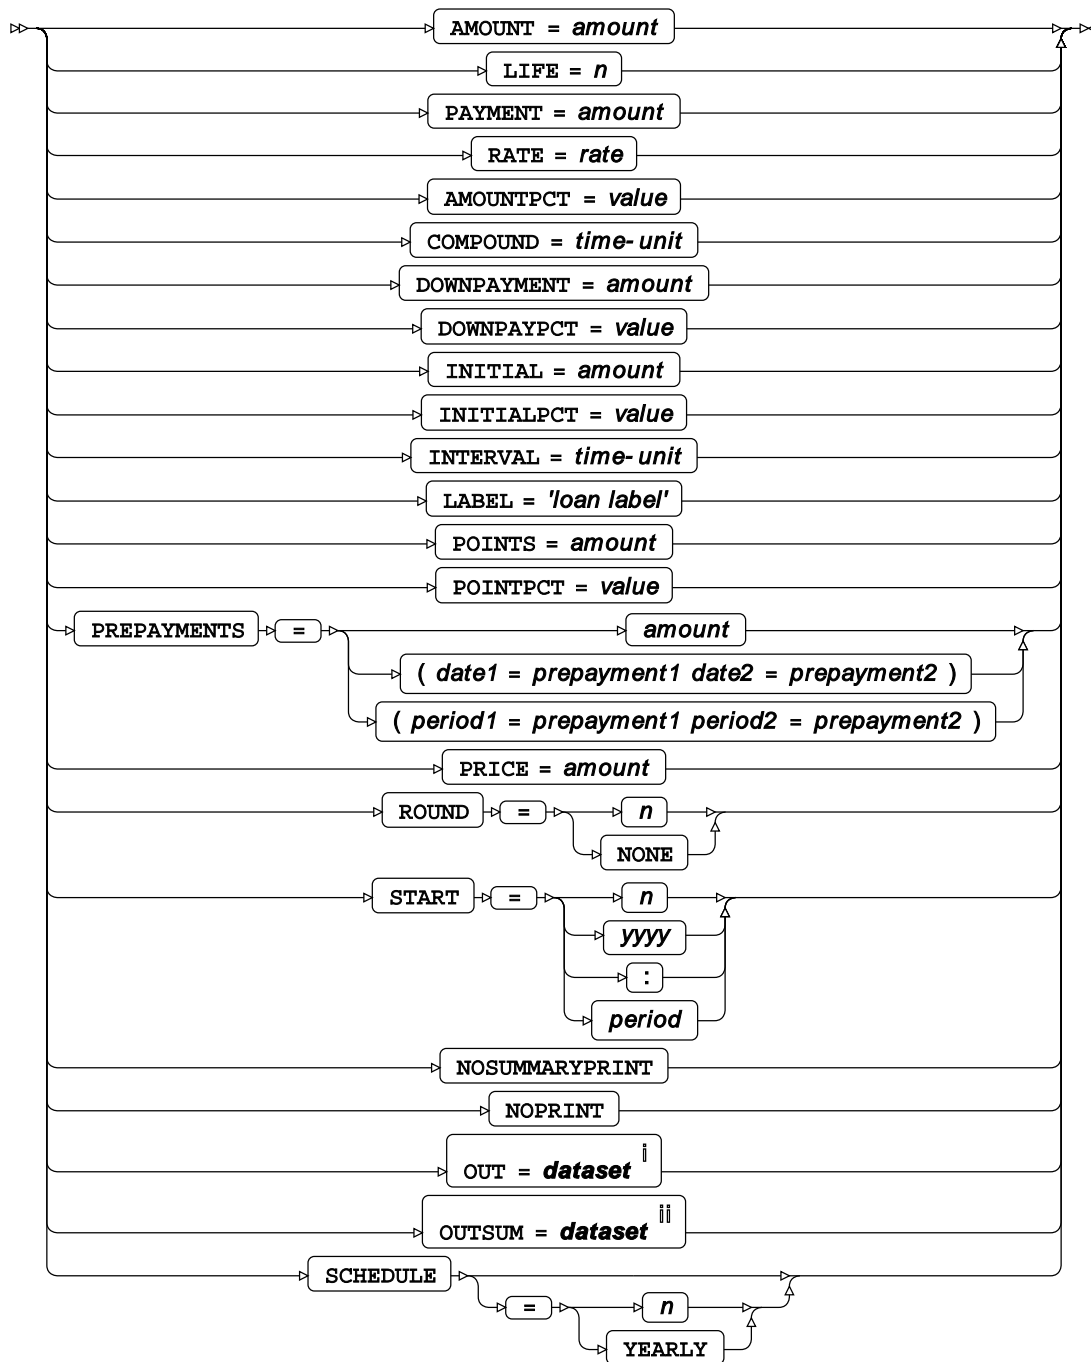 AMOUNT = amount
LIFE = n
PAYMENT = amount
RATE = rate
AMOUNTPCT = value
COMPOUND = time-unit
DOWNPAYMENT = amount
DOWNPAYPCT = value
INITIAL = amount
INITIALPCT = value
INTERVAL = time-unit
LABEL = 'loan label'
POINTS = amount
POINTPCT = value
PREPAYMENTS = amount
( date1 = prepayment1 date2 = prepayment2 )
( period1 = prepayment1 period2 = prepayment2 )
PRICE = amount
ROUND = n
NONE
START = n
yyyy
:
period
NOSUMMARYPRINT
NOPRINT
OUT = dataset i
OUTSUM = dataset ii
SCHEDULE
= n
YEARLY